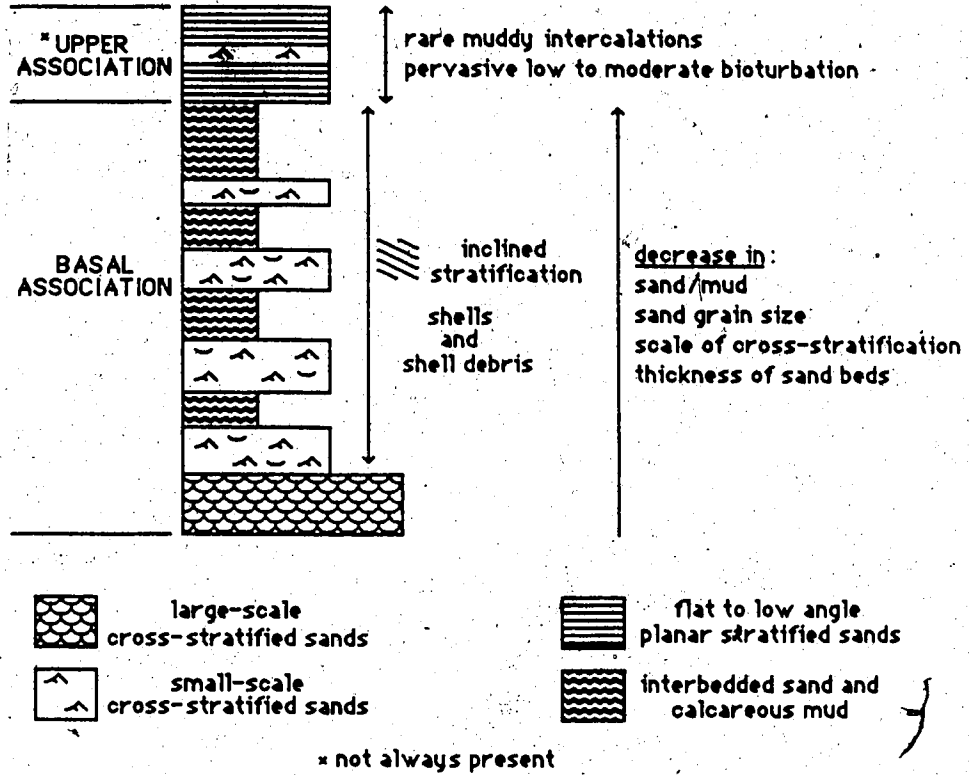 * UPPER
ASSOCIATION
rare muddy intercalations
pervasive low to moderate bioturbation
BASAL
ASSOCIATION
inclined
stratification
shells
and
shell debris
decrease in:
sand/mud
sand grain size
scale of cross-stratification
thickness of sand beds
large-scale
cross-stratified sands
small-scale
cross-stratified sands
flat to low angle
planar stratified sands
interbedded sand and
calcareous mud
* not always present